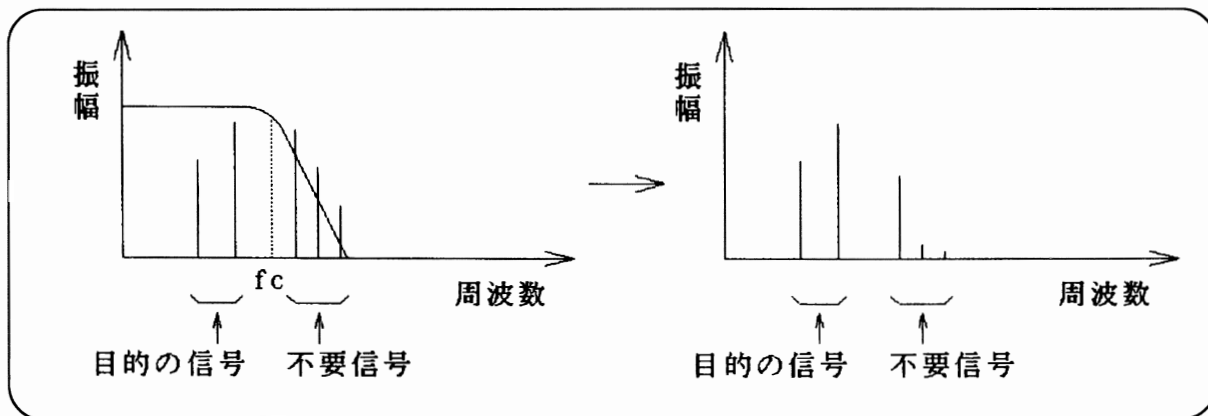 振幅
fc
周波数
目的の信号
不要信号
振幅
周波数
目的の信号
不要信号